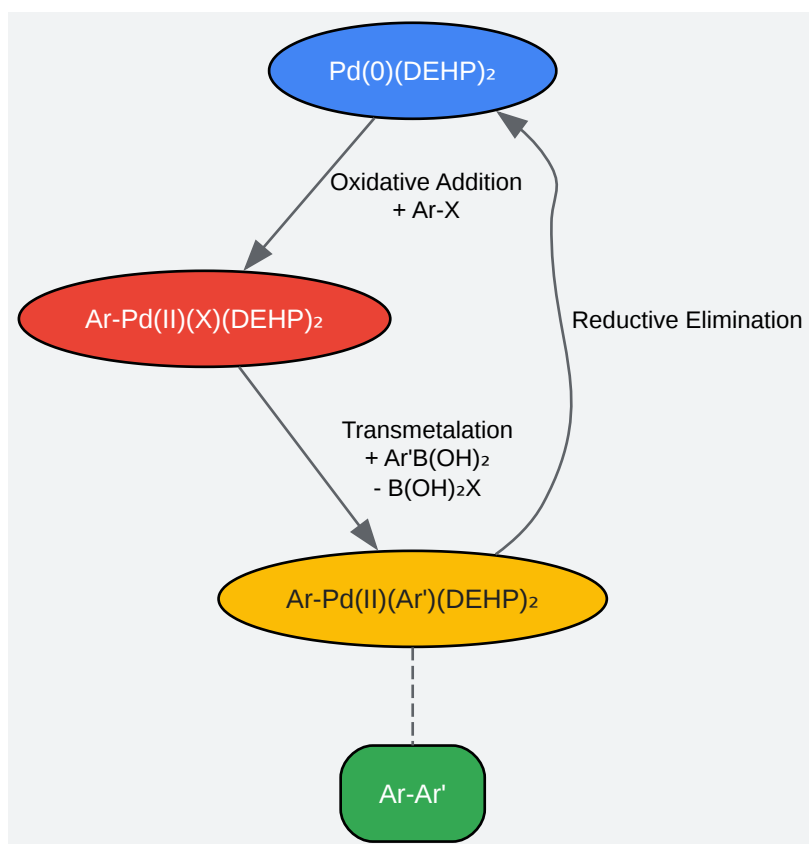 Pd(0)(DEHP)₂
Oxidative Addition
+ Ar-X
Ar-Pd(II)(X)(DEHP)₂
Reductive Elimination
Transmetalation
+ Ar'B(OH)₂
- B(OH)₂X
Ar-Pd(II)(Ar')(DEHP)₂
Ar-Ar'